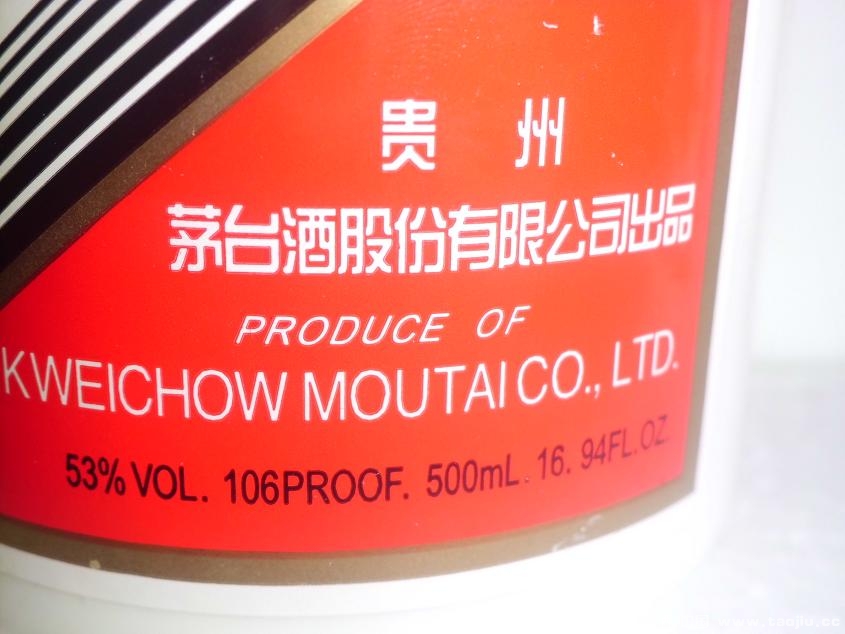 贵州
茅台酒股份有限公司出品
PRODUCE OF
KWEICHOW MOUTAI CO., LTD.
53% VOL. 106PROOF. 500mL. 16. 94FL.OZ.